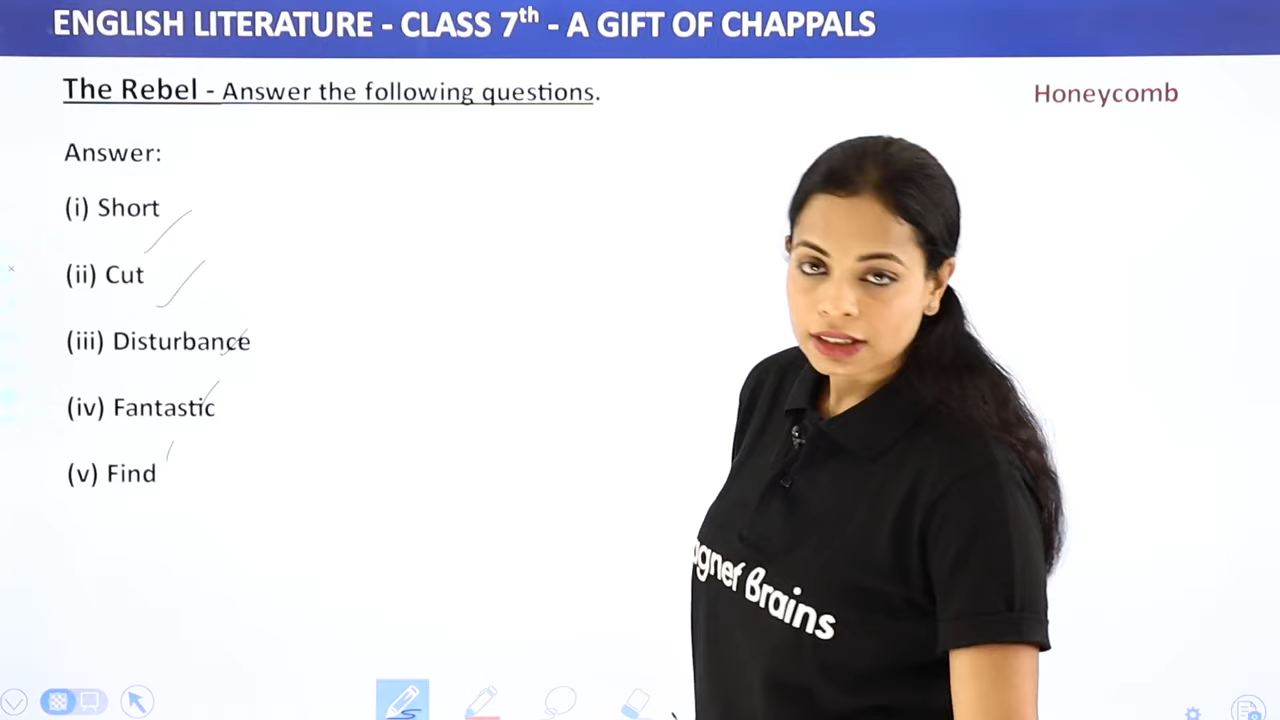 ENGLISH LITERATURE - CLASS 7th - A GIFT OF CHAPPALS
The Rebel - Answer the following questions.
Honeycomb
Answer:
(i) Short
(ii) Cut
(iii) Disturbance
(iv) Fantastic
(v) Find
agnet Brains